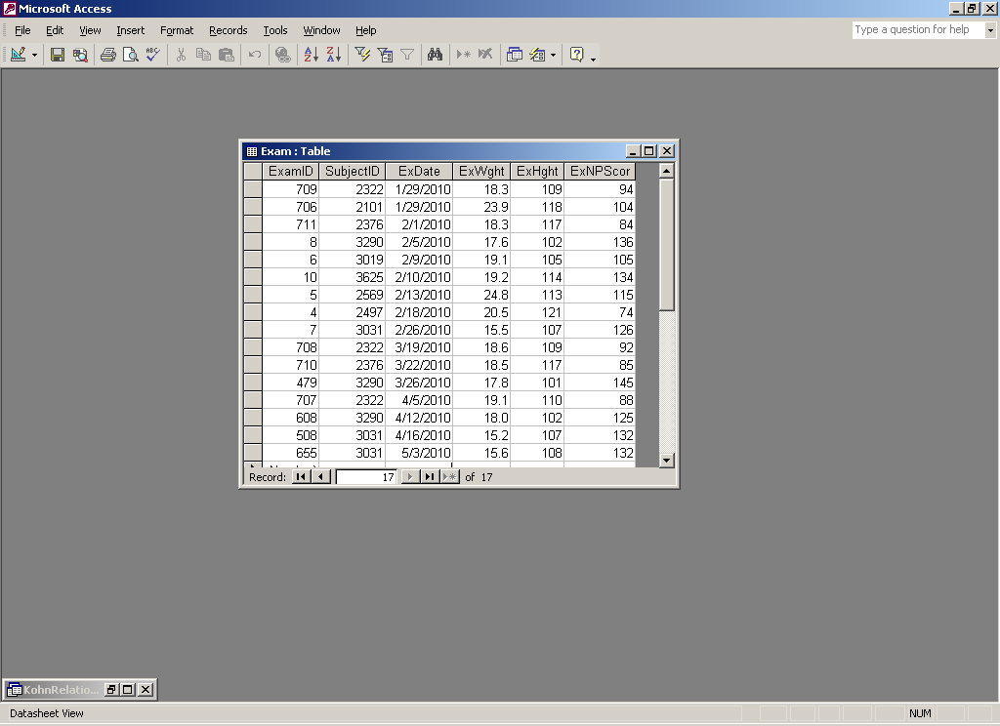 Microsoft Access
File Edit View Insert Format Records Tools Window Help
Type a question for help
Exam : Table
ExamID SubjectID ExDate ExWght ExHght ExNPScor
709 2322 1/29/2010 18.3 109 94
706 2101 1/29/2010 23.9 118 104
711 2376 2/1/2010 18.3 117 84
8 3290 2/5/2010 17.6 102 136
6 3019 2/9/2010 19.1 105 105
10 3625 2/10/2010 19.2 114 134
5 2569 2/13/2010 24.8 113 115
4 2497 2/18/2010 20.5 121 74
7 3031 2/26/2010 15.5 107 126
708 2322 3/19/2010 18.6 109 92
710 2376 3/22/2010 18.5 117 85
479 3290 3/26/2010 17.8 101 145
707 2322 4/5/2010 19.1 110 88
608 3290 4/12/2010 18.0 102 125
508 3031 4/16/2010 15.2 107 132
655 3031 5/3/2010 15.6 108 132
Record: 17 of 17
KohnRelatio...
Datasheet View NUM